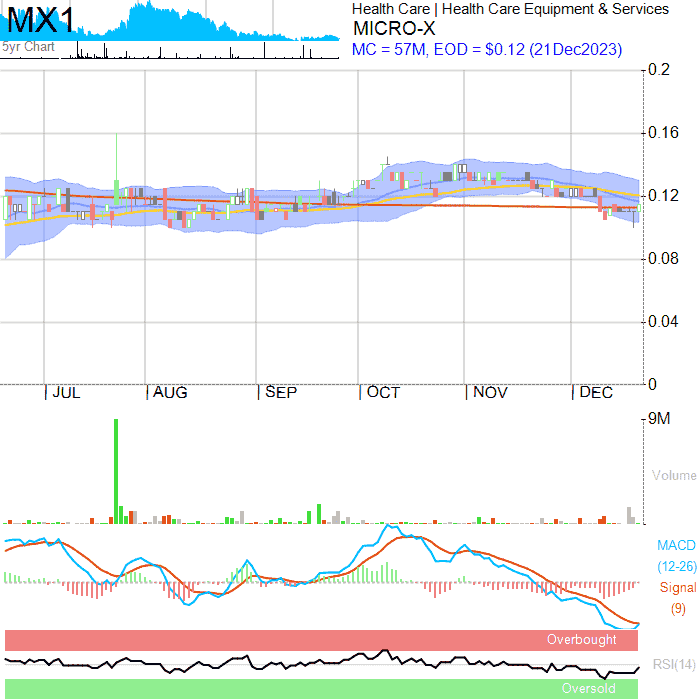 MX1
5yr Chart
Health Care | Health Care Equipment & Services
MICRO-X
MC = 57M, EOD = $0.12 (21Dec2023)
0.2
0.16
0.12
0.08
0.04
0
JUL AUG SEP OCT NOV DEC
9M
Volume
MACD
(12-26)
Signal
(9)
Overbought
RSI(14)
Oversold